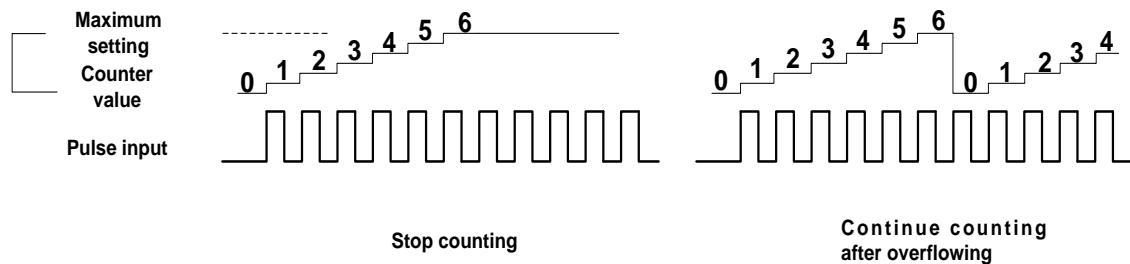 Maximum
setting
Counter
value
0 1 2 3 4 5 6
0 1 2 3 4 5 6 0 1 2 3 4
Pulse input
Stop counting
Continue counting
after overflowing